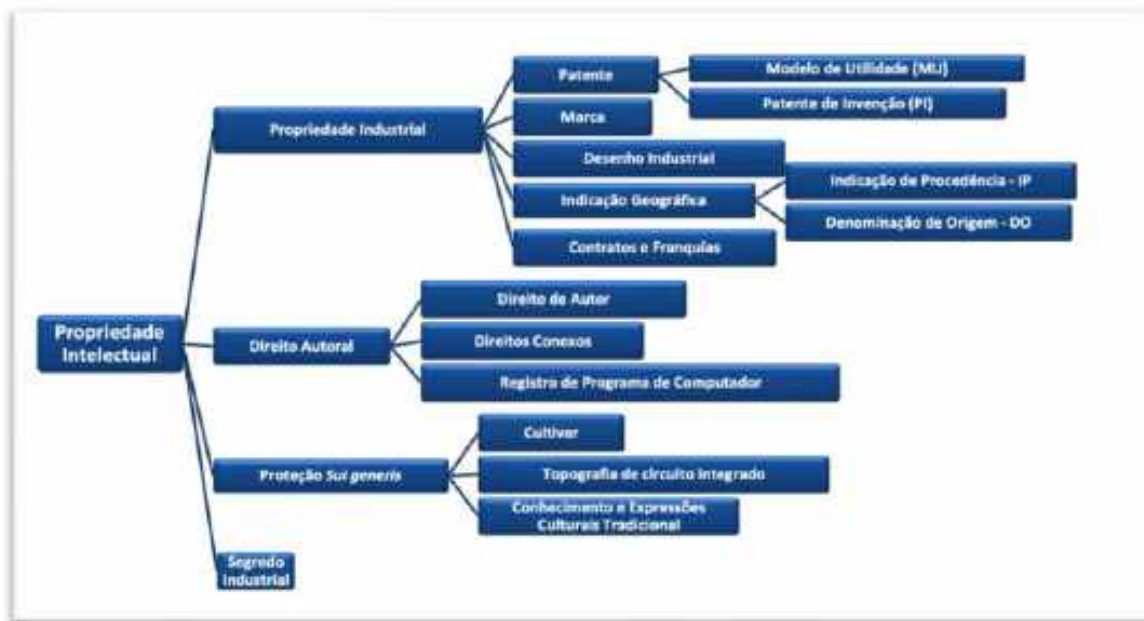 Propriedade
Intelectual
Propriedade Industrial
Patente
Modelo de Utilidade (MU)
Patente de Invenção (PI)
Marca
Desenho Industrial
Indicação Geográfica
Indicação de Procedência - IP
Denominação de Origem - DO
Contratos e Franquias
Direito Autoral
Direito de Autor
Direitos Conexos
Registro de Programa de Computador
Proteção Sui generis
Cultivar
Topografia de circuito integrado
Conhecimento e Expressões
Culturais Tradicional
Segredo
Industrial